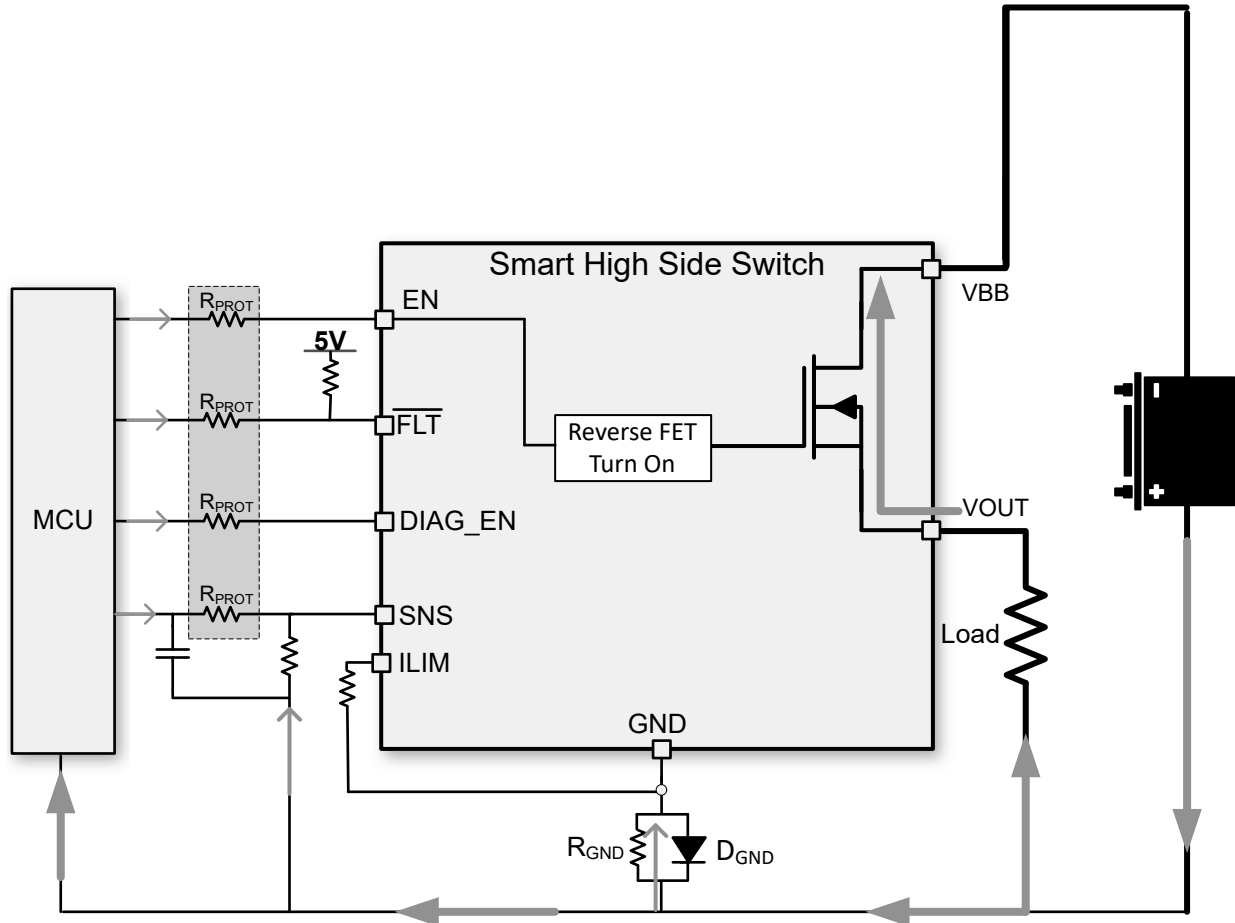 Smart High Side Switch
VBB
RPROT
EN
5V
RPROT
FLT
Reverse FET
Turn On
-
+
MCU
RPROT
DIAG_EN
VOUT
RPROT
SNS
Load
ILIM
GND
RGND
DGND